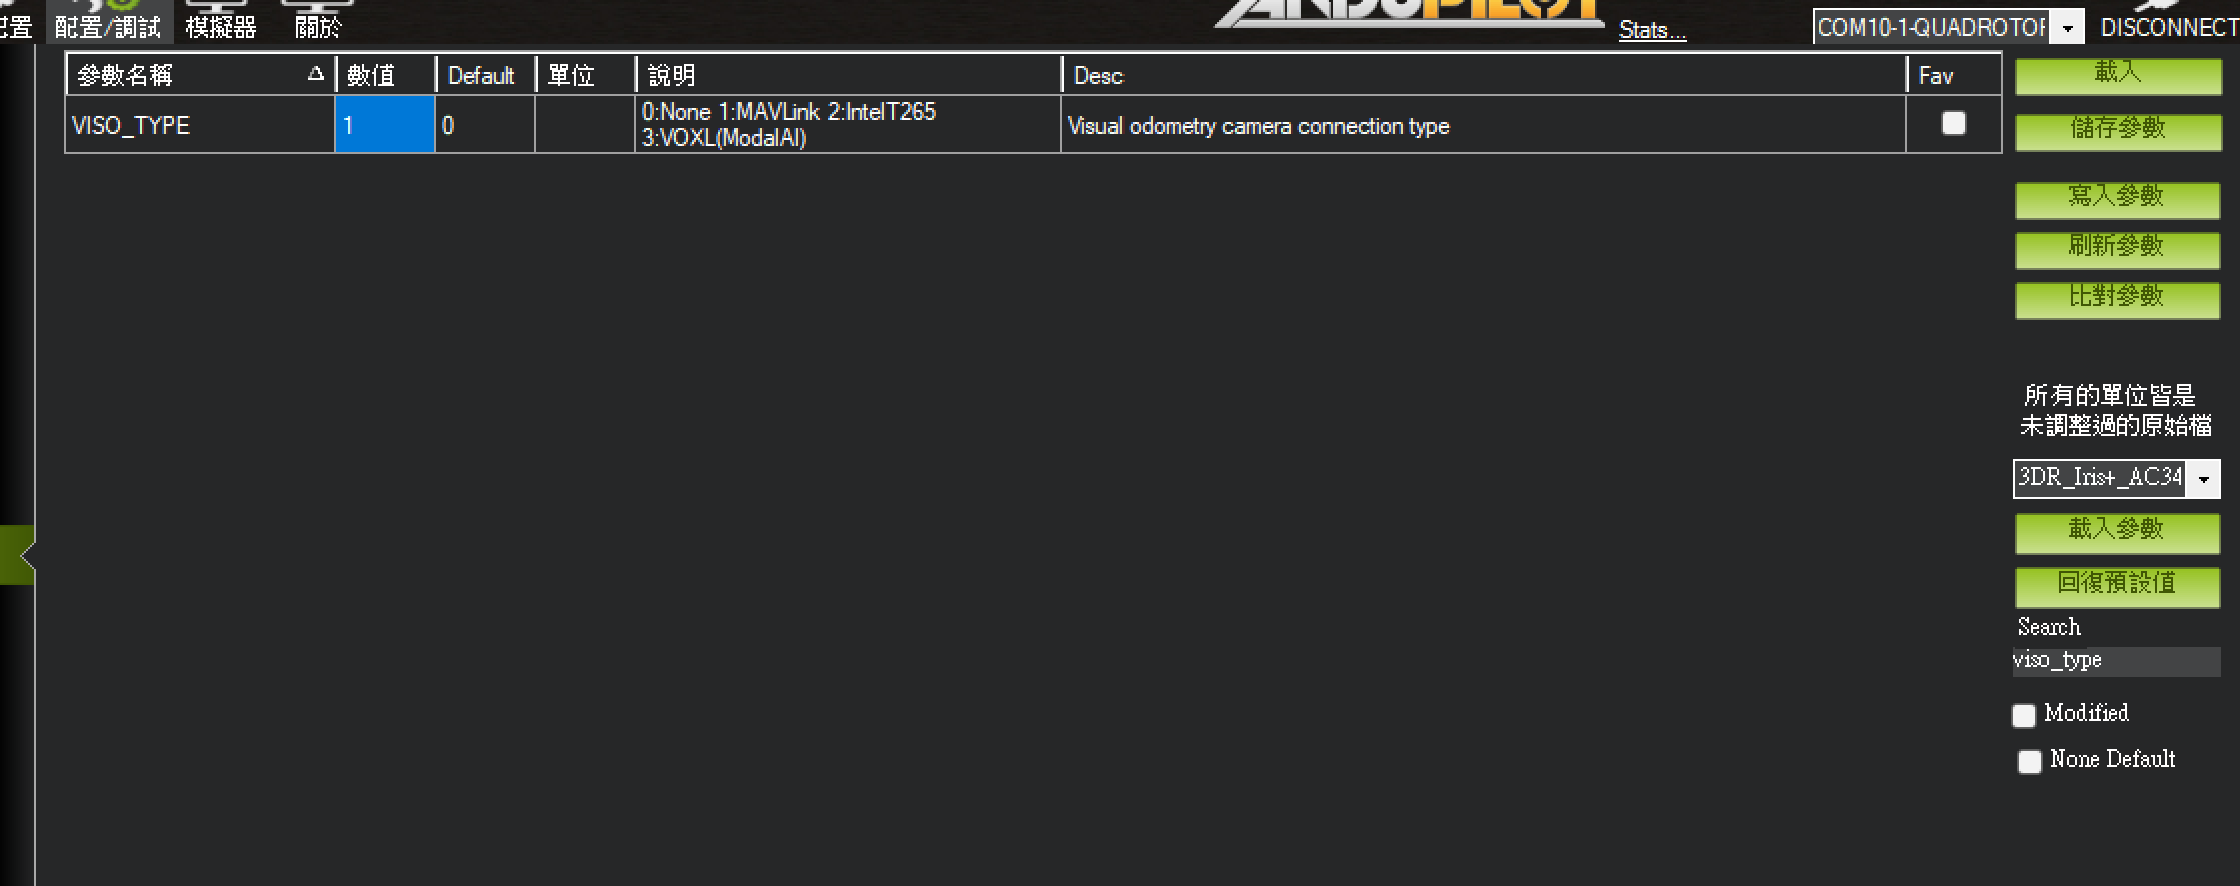 配置/調試 模擬器 關於
ARDUPILOT
Stats...
COM10-1-QUADROTOR
DISCONNECT
參數名稱 數值 Default 單位 說明 Desc Fav
VISO_TYPE 1 0 0:None 1:MAVLink 2:IntelT265
3:VOXL(ModalAI) Visual odometry camera connection type
載入
儲存參數
寫入參數
刷新參數
比對參數
所有的單位皆是
未調整過的原始檔
3DR_Iris+_AC34
載入參數
回復預設值
Search
viso_type
Modified
None Default